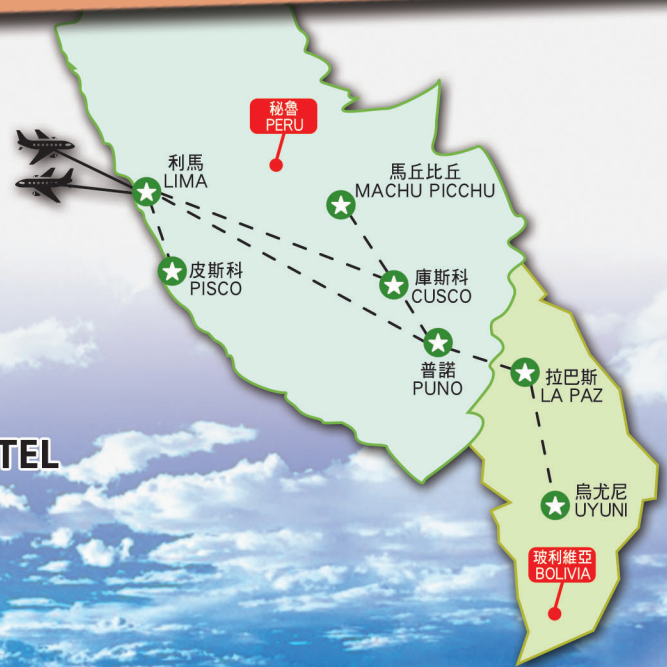 秘魯
PERU
利馬
LIMA
馬丘比丘
MACHU PICCHU
皮斯科
PISCO
庫斯科
CUSCO
普諾
PUNO
拉巴斯
LA PAZ
TEL
烏尤尼
UYUNI
玻利維亞
BOLIVIA